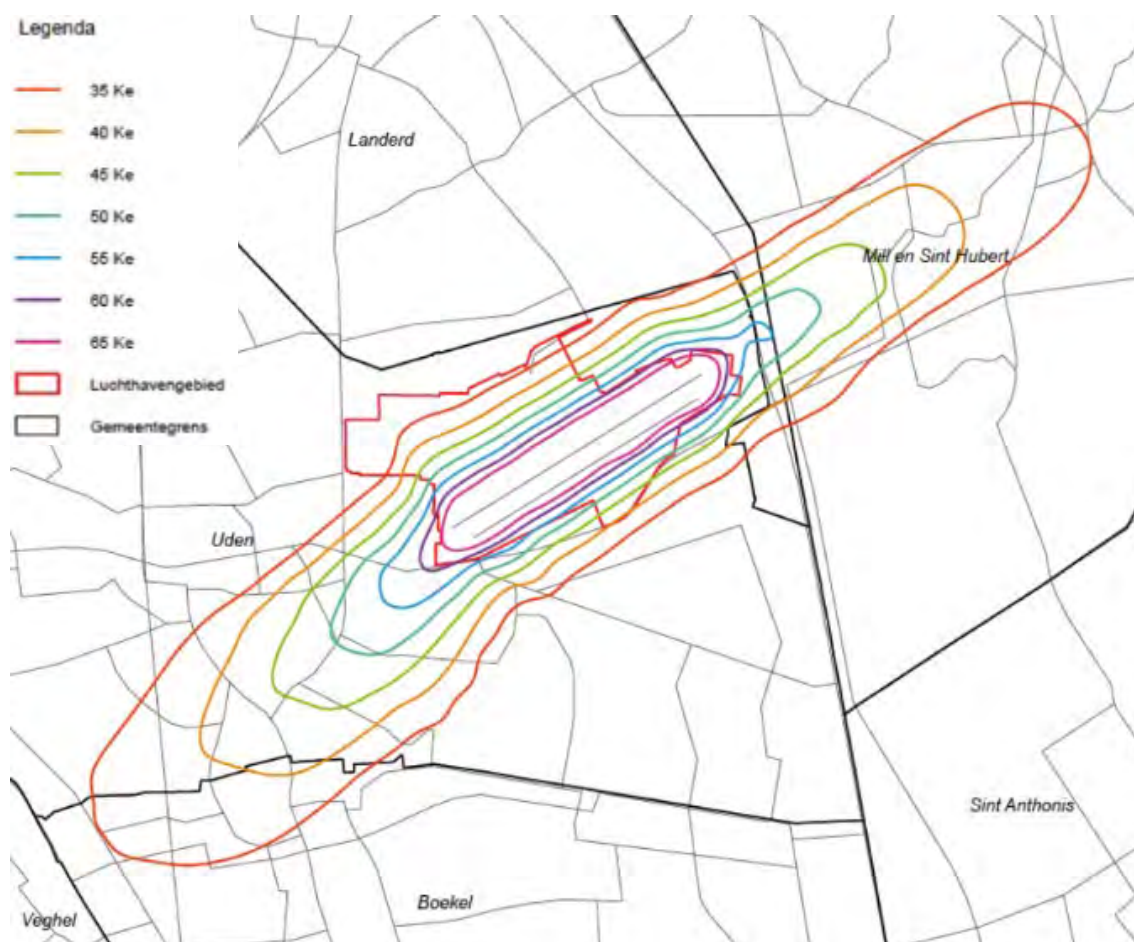 Legenda
35 Ke
40 Ke
45 Ke
50 Ke
55 Ke
60 Ke
65 Ke
Luchthavengebied
Gemeentegrens
Landerd
Mill en Sint Hubert
Uden
Sint Anthonis
Boekel
Veghel